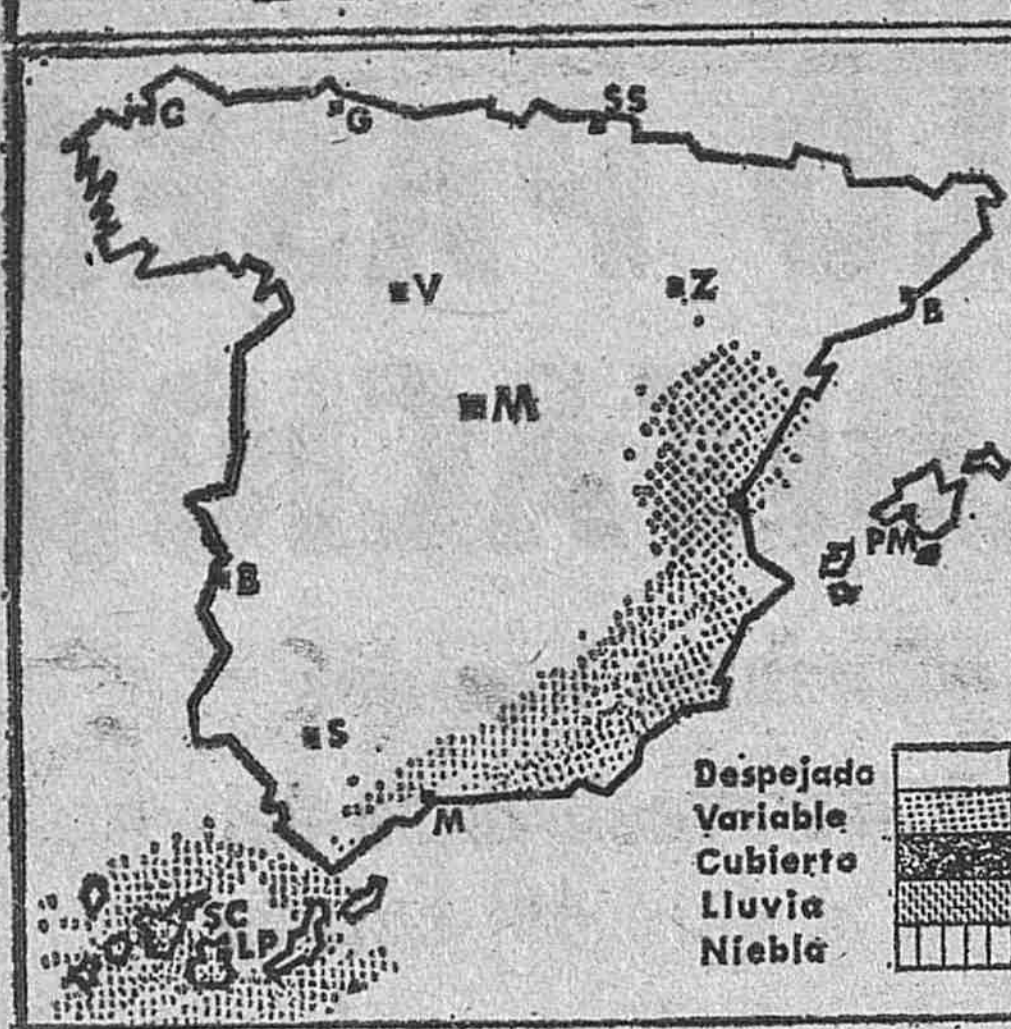 SS
C
G
V
Z
B
M
PM
B
S
M
SC
LP
Despejado
Variable
Cubierto
Lluvia
Niebla